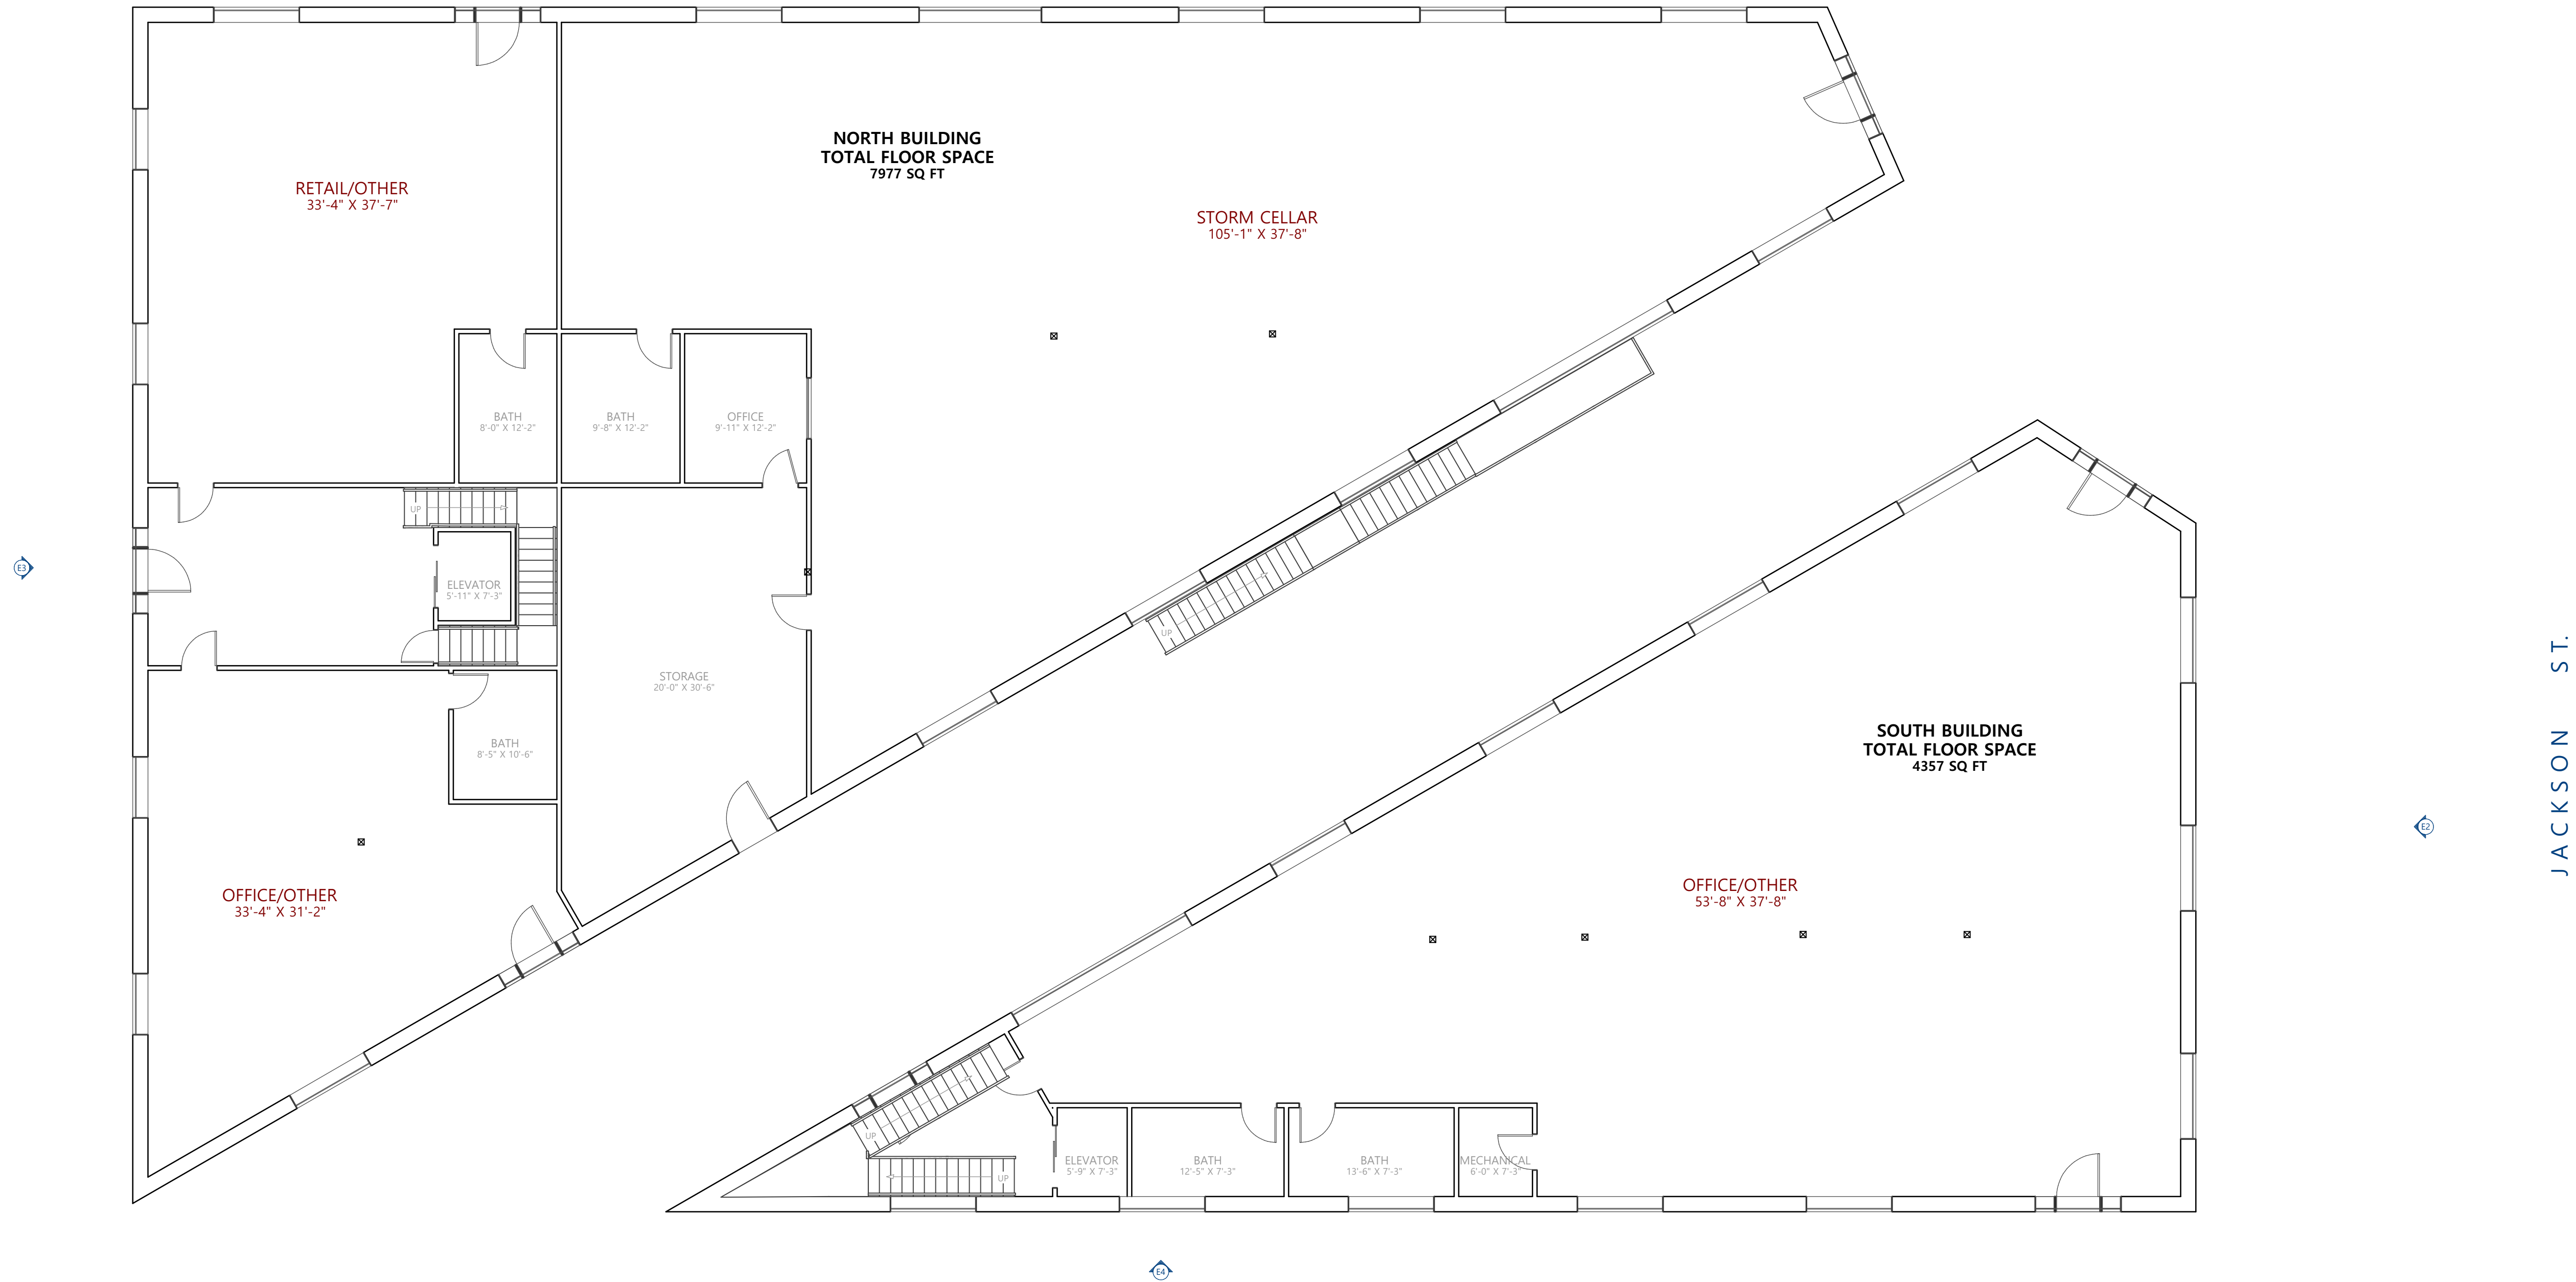 NORTH BUILDING
TOTAL FLOOR SPACE
7977 SQ FT
RETAIL/OTHER
33'-4" X 37'-7"
STORM CELLAR
105'-1" X 37'-8"
BATH
8'-0" X 12'-2"
BATH
9'-8" X 12'-2"
OFFICE
9'-11" X 12'-2"
UP
E3
ELEVATOR
5'-11" X 7'-3"
UP
STORAGE
20'-0" X 30'-6"
BATH
8'-5" X 10'-6"
SOUTH BUILDING
TOTAL FLOOR SPACE
4357 SQ FT
JACKSON ST.
E2
OFFICE/OTHER
33'-4" X 31'-2"
OFFICE/OTHER
53'-8" X 37'-8"
UP
ELEVATOR
5'-9" X 7'-3"
BATH
12'-5" X 7'-3"
BATH
13'-6" X 7'-3"
MECHANICAL
6'-0" X 7'-3"
UP
E4